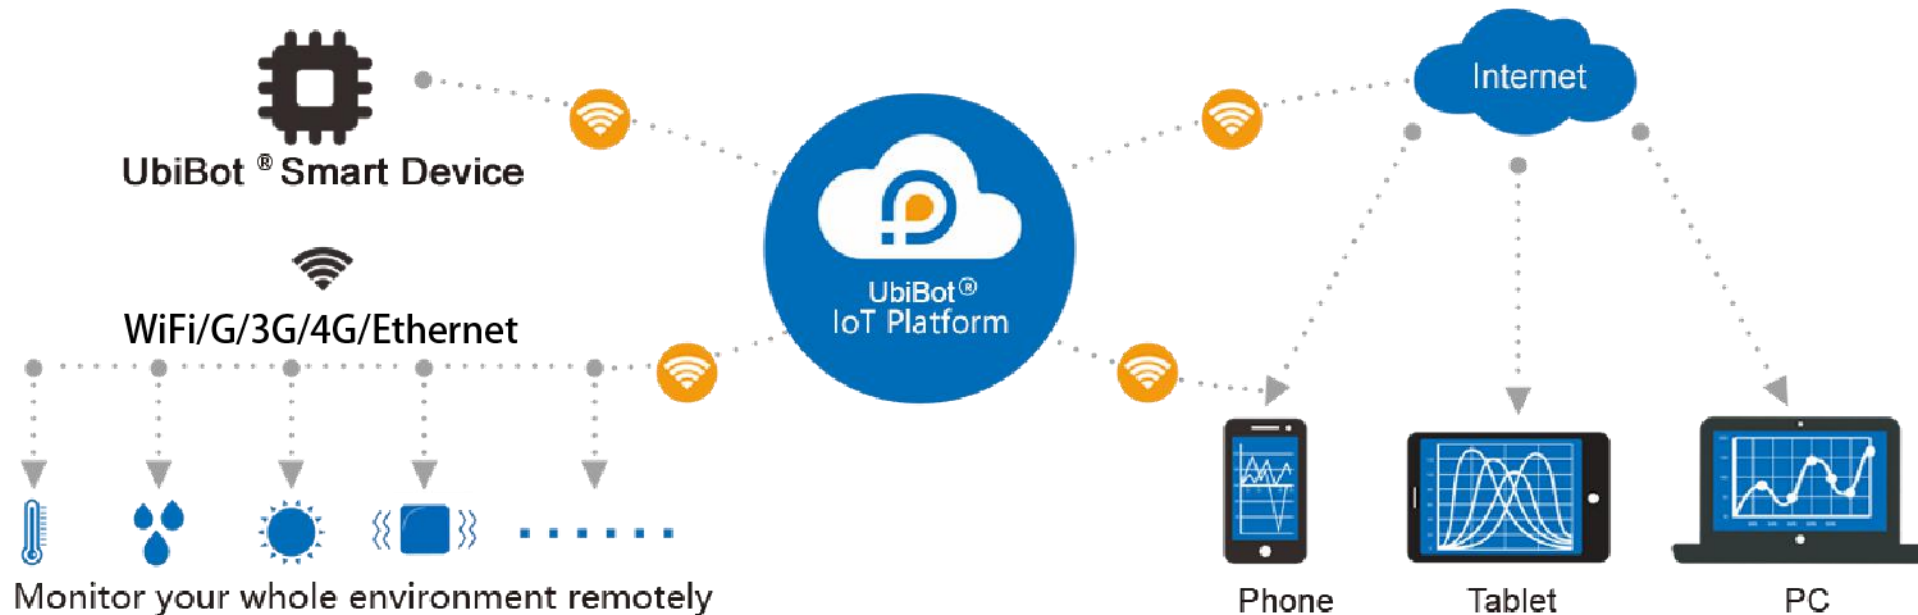 UbiBot ® Smart Device
WiFi/G/3G/4G/Ethernet
Monitor your whole environment remotely
UbiBot®
IoT Platform
Internet
Phone
Tablet
PC